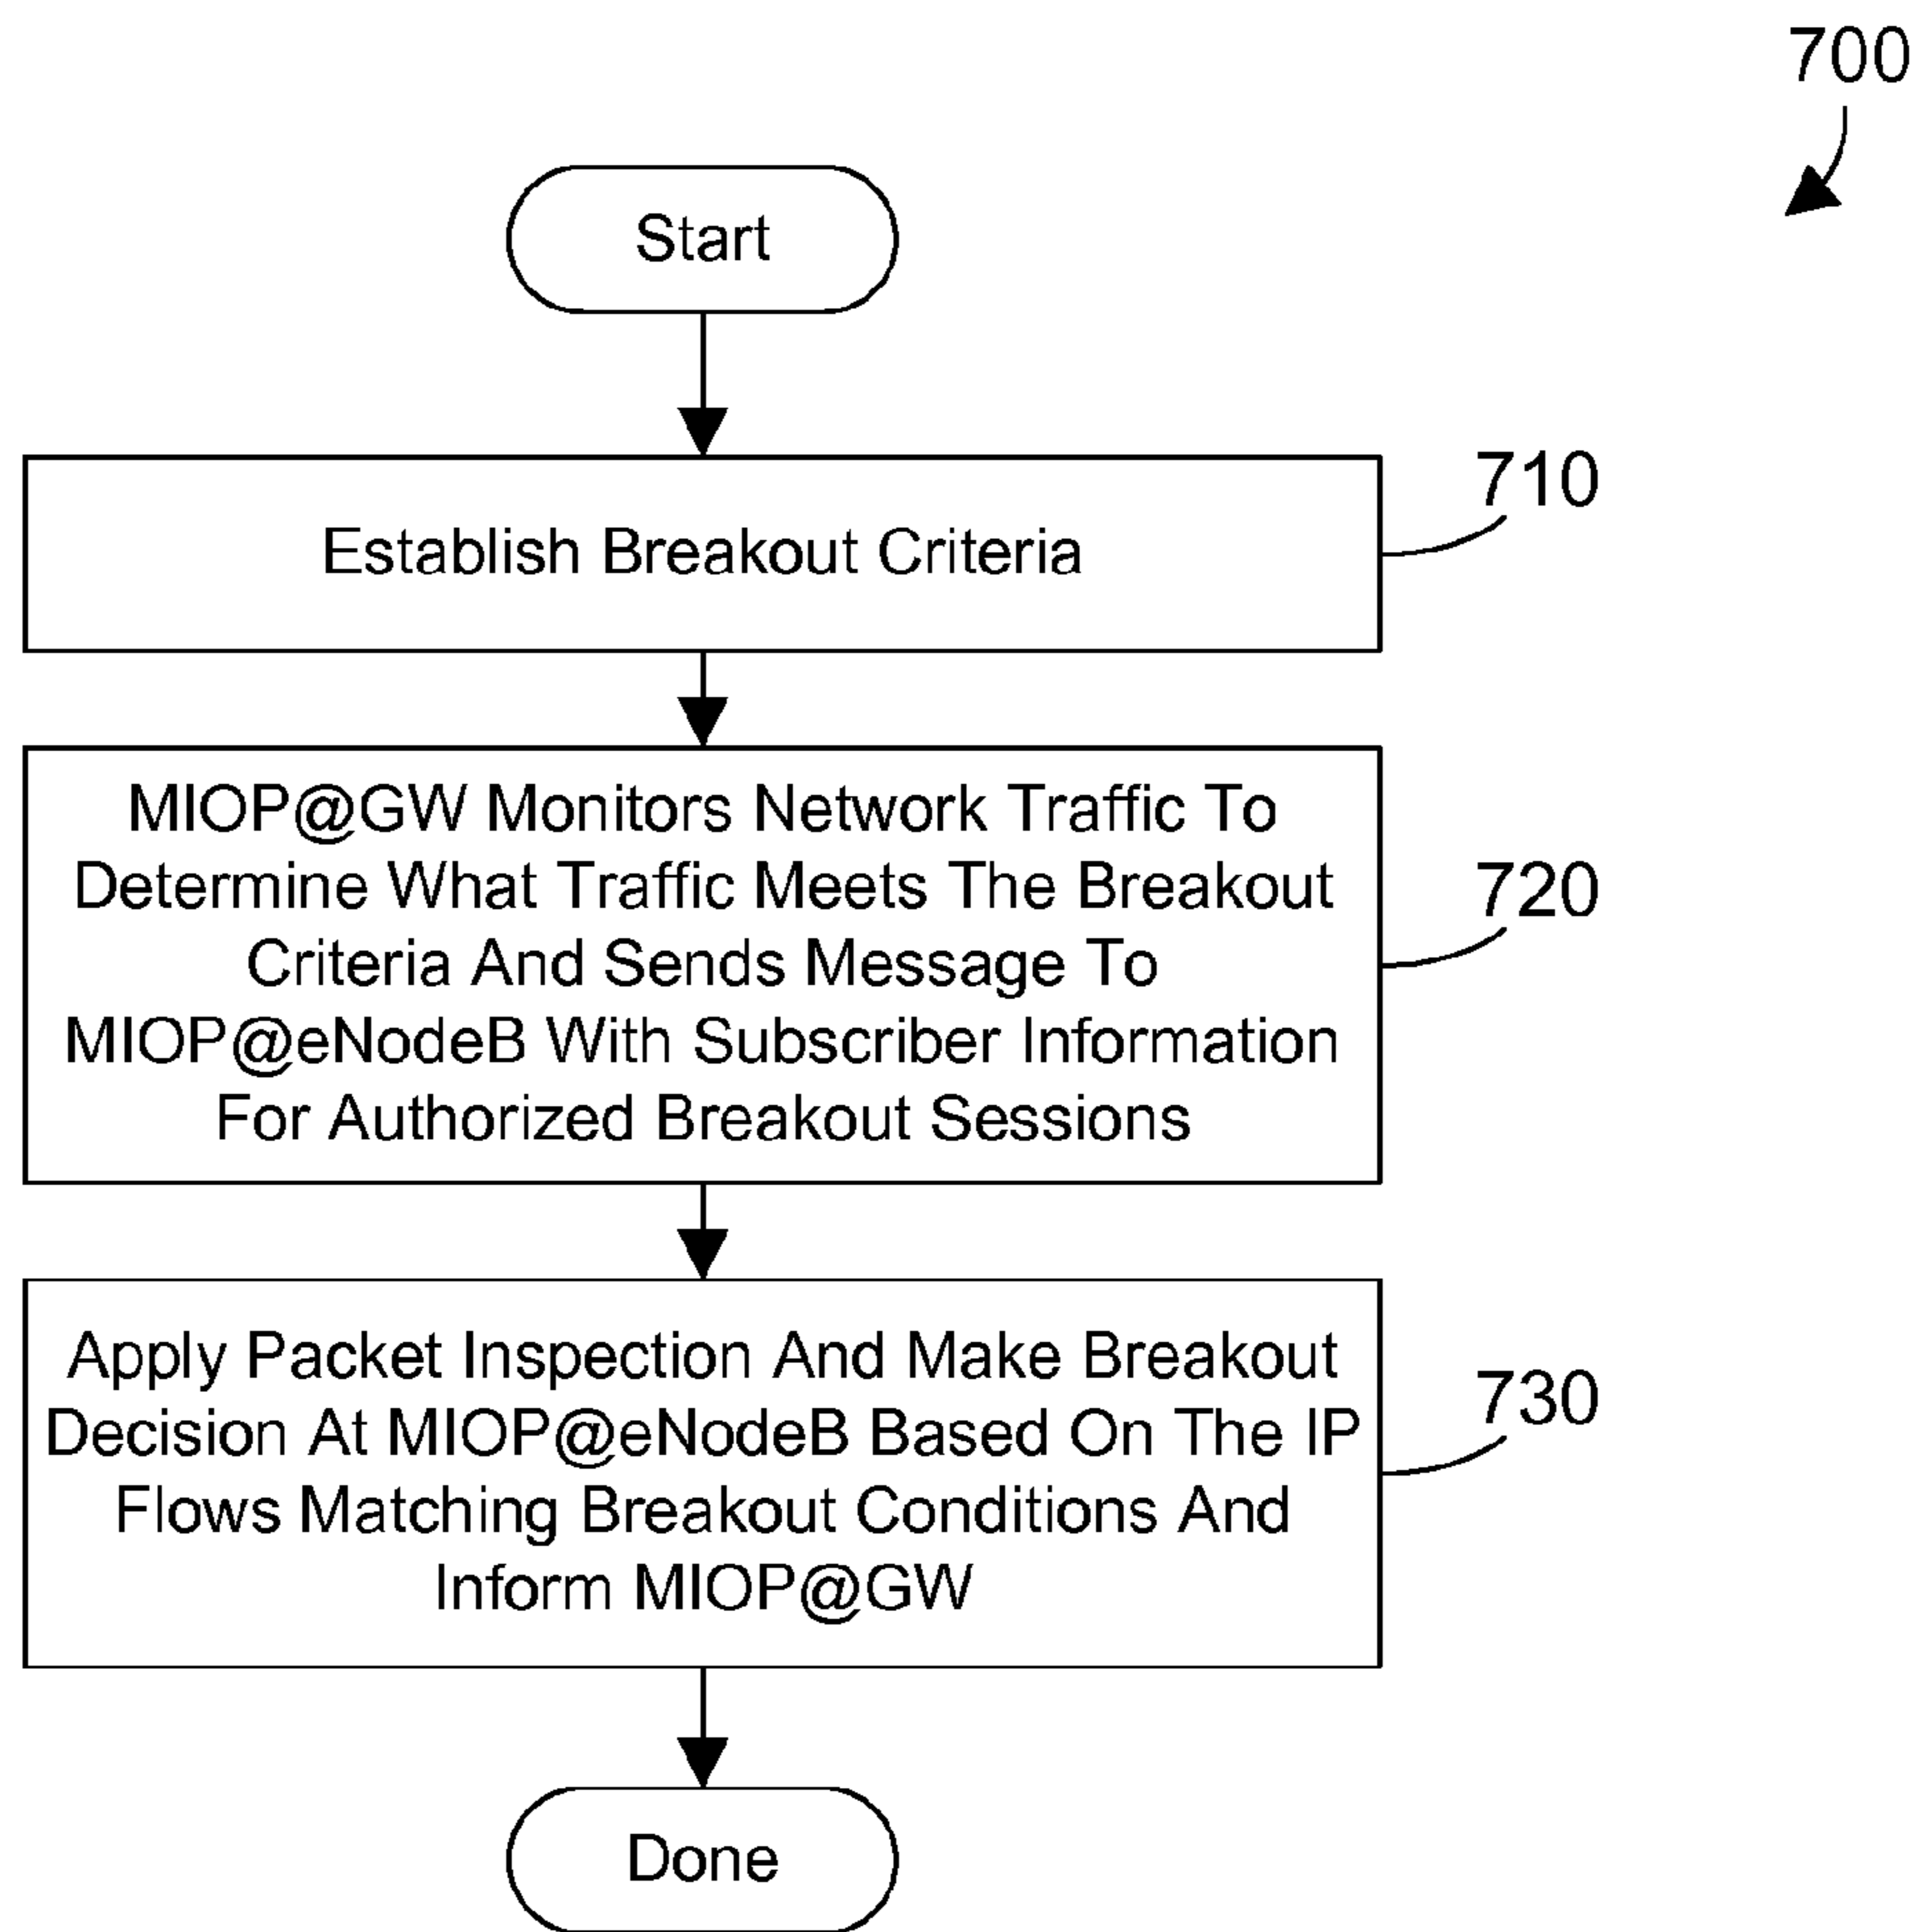 700
Start
Establish Breakout Criteria
710
MIOP@GW Monitors Network Traffic To
Determine What Traffic Meets The Breakout
Criteria And Sends Message To
MIOP@eNodeB With Subscriber Information
For Authorized Breakout Sessions
720
Apply Packet Inspection And Make Breakout
Decision At MIOP@eNodeB Based On The IP
Flows Matching Breakout Conditions And
Inform MIOP@GW
730
Done